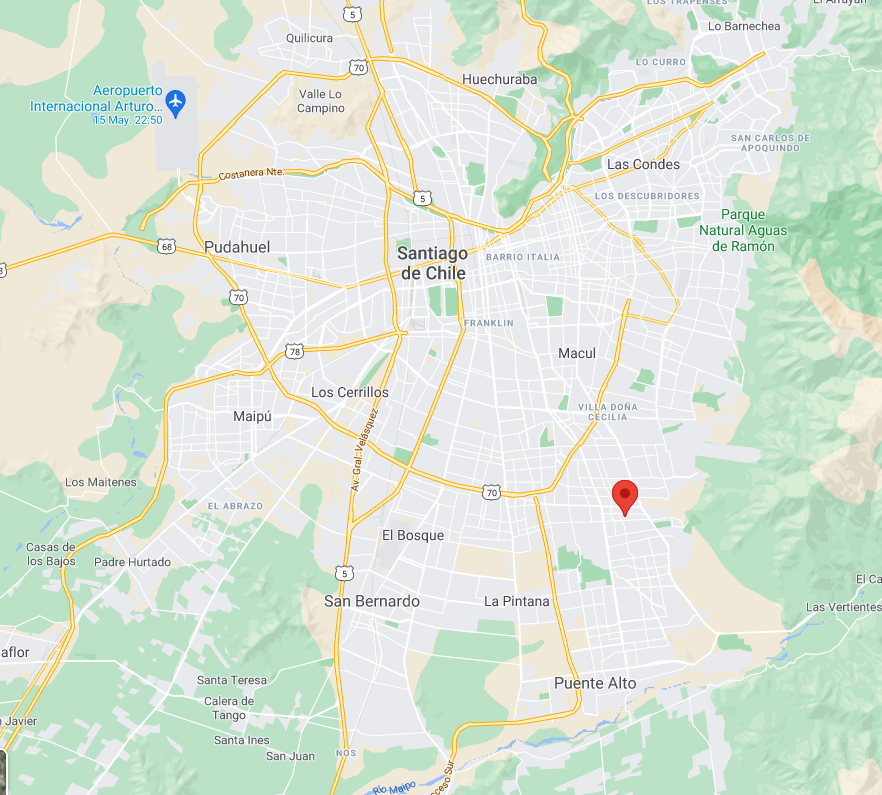 LOS TRAPENSES
El Arrayán
5
Lo Barnechea
Quilicura
LO CURRO
70
Huechuraba
Aeropuerto
Internacional Arturo...
15 May. 22:50
Valle Lo
Campino
SAN CARLOS DE
APOQUINDO
Las Condes
Costanera Nte.
5
LOS DESCUBRIDORES
Parque
Natural Aguas
de Ramón
68
Pudahuel
Santiago
de Chile
BARRIO ITALIA
70
FRANKLIN
78
Macul
Los Cerrillos
Maipú
VILLA DOÑA
CECILIA
Av. Gral. Velásquez
Los Maitenes
70
EL ABRAZO
El Bosque
Casas de
los Bajos
Padre Hurtado
5
El Ca
San Bernardo
La Pintana
Las Vertientes
aflor
Santa Teresa
Puente Alto
Calera de
Tango
Javier
Santa Ines
San Juan
NOS
Río Maipo
cceso Sur